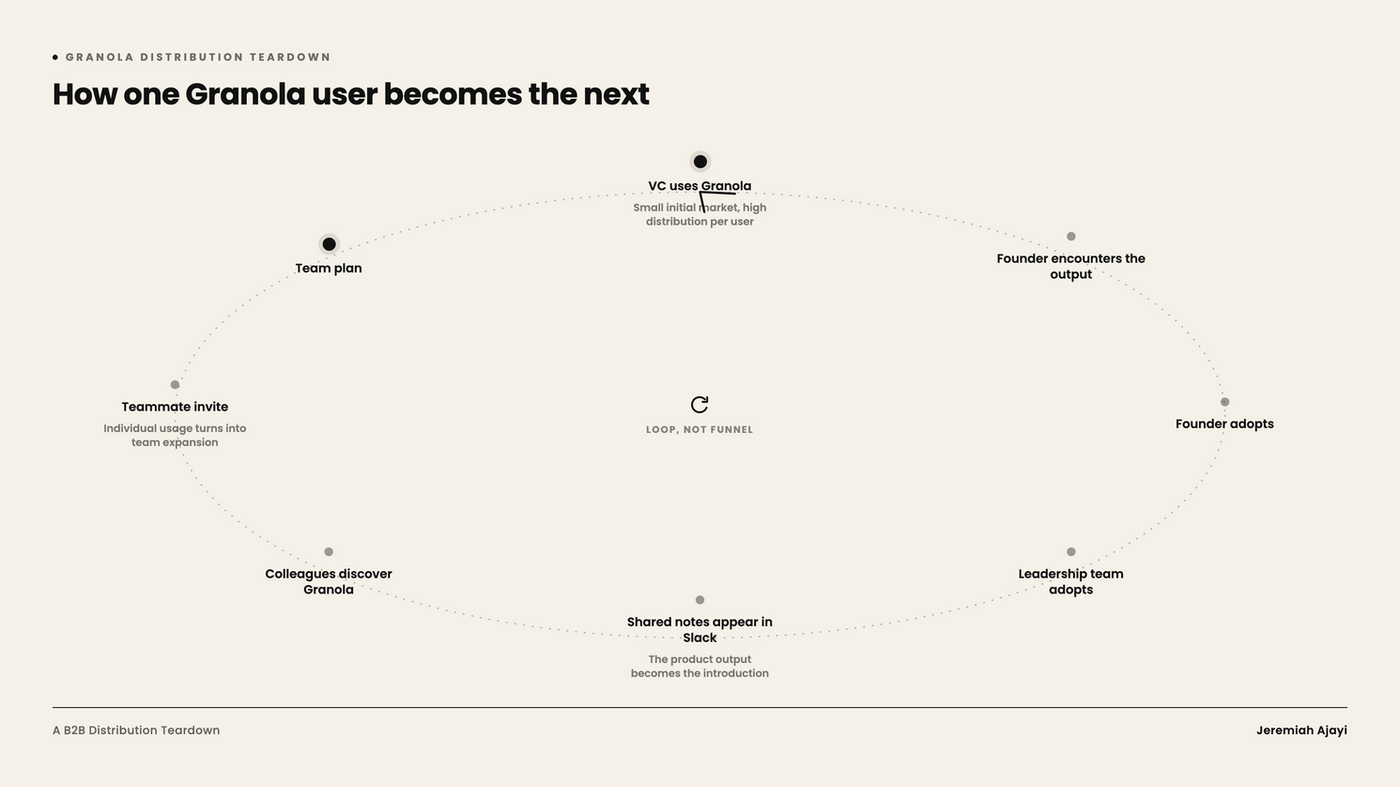 GRANOLA DISTRIBUTION TEARDOWN
How one Granola user becomes the next
VC uses Granola
Small initial market, high
distribution per user
Founder encounters the
output
Founder adopts
Leadership team
adopts
Shared notes appear in
Slack
The product output
becomes the introduction
Colleagues discover
Granola
Teammate invite
Individual usage turns into
team expansion
Team plan
LOOP, NOT FUNNEL
A B2B Distribution Teardown
Jeremiah Ajayi